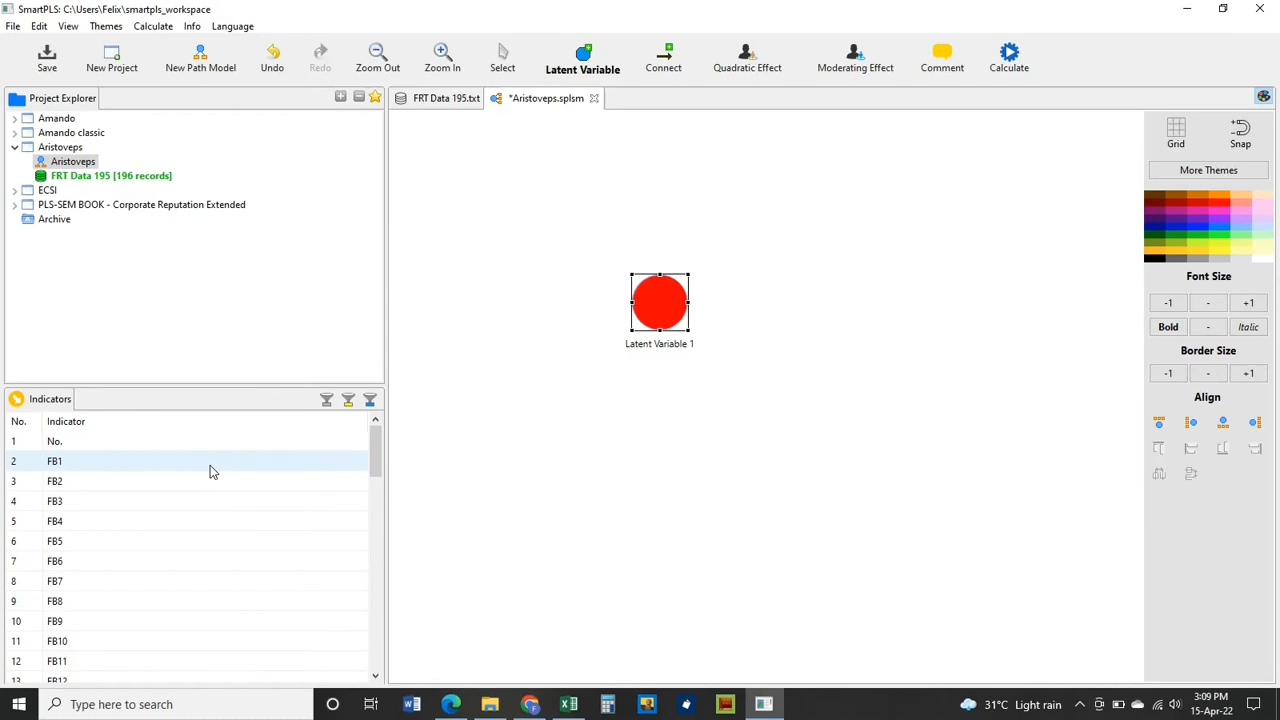 SmartPLS: C:\Users\Felix\smartpls_workspace
File Edit View Themes Calculate Info Language
Save New Project New Path Model Undo Redo Zoom Out Zoom In Select Latent Variable Connect Quadratic Effect Moderating Effect Comment Calculate
Project Explorer
FRT Data 195.txt *Aristoveps.splsm
Amando
Amando classic
Aristoveps
Aristoveps
FRT Data 195 [196 records]
ECSI
PLS-SEM BOOK - Corporate Reputation Extended
Archive
Grid Snap
More Themes
Font Size
-1 - +1
Bold - Italic
Border Size
-1 - +1
Align
Latent Variable 1
Indicators
No. Indicator
1 No.
2 FB1
3 FB2
4 FB3
5 FB4
6 FB5
7 FB6
8 FB7
9 FB8
10 FB9
11 FB10
12 FB11
13 FB12
Type here to search
31°C Light rain
3:09 PM
15-Apr-22